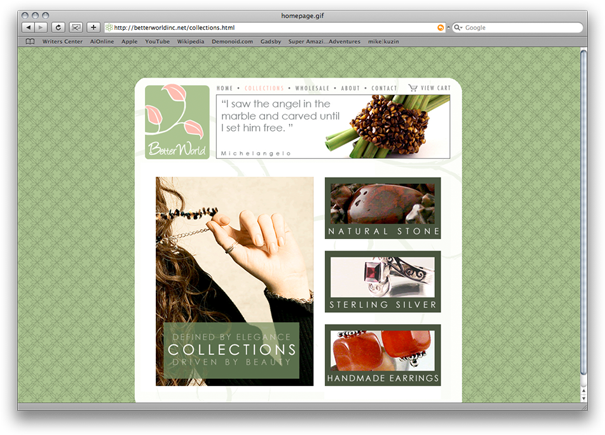 homepage.gif
http://betterworldinc.net/collections.html
Google
Writers Center AIOnline Apple YouTube Wikipedia Demonoid.com Gadsby Super Amazi...Adventures mike:kuzin
HOME • COLLECTIONS • WHOLESALE • ABOUT • CONTACT VIEW CART
“I saw the angel in the
marble and carved until
I set him free. ”
Michelangelo
Better World
NATURAL STONE
STERLING SILVER
DEFINED BY ELEGANCE
COLLECTIONS
DRIVEN BY BEAUTY
HANDMADE EARRINGS